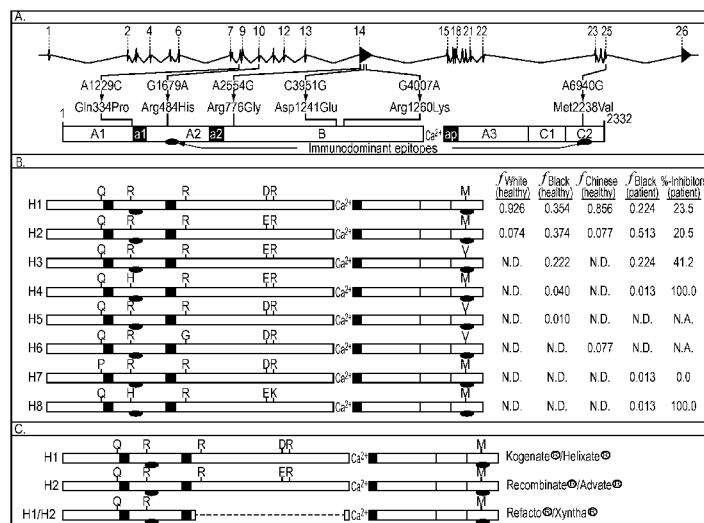 A.
1 2 4 6 7 9 10 12 13 14 15 18 21 22 23 25 26
A1229C G1679A A2554G C3951G G4007A A6940G
Gln334Pro Arg484His Arg776Gly Asp1241Glu Arg1260Lys Met2238Val
1 2332
A1 a1 A2 a2 B Ca2+ ap A3 C1 C2
Immunodominant epitopes
B.
fWhite fBlack fChinese fBlack %-Inhibitors
(healthy) (healthy) (healthy) (patient) (patient)
Q R R DR M
H1 Ca2+ 0.926 0.354 0.856 0.224 23.5
Q R R ER M
H2 Ca2+ 0.074 0.374 0.077 0.513 20.5
Q R R ER V
H3 Ca2+ N.D. 0.222 N.D. 0.224 41.2
Q H R ER M
H4 Ca2+ N.D. 0.040 N.D. 0.013 100.0
Q R R DR V
H5 Ca2+ N.D. 0.010 N.D. N.D. N.A.
Q R G DR V
H6 Ca2+ N.D. N.D. 0.077 N.D. N.A.
P R R DR M
H7 Ca2+ N.D. N.D. N.D. 0.013 0.0
Q H R EK M
H8 Ca2+ N.D. N.D. N.D. 0.013 100.0
C.
Q R R DR M
H1 Ca2+ Kogenate®/Helixate®
Q R R ER M
H2 Ca2+ Recombinate®/Advate®
Q R R M
H1/H2 Ca2+ Refacto®/Xyntha®